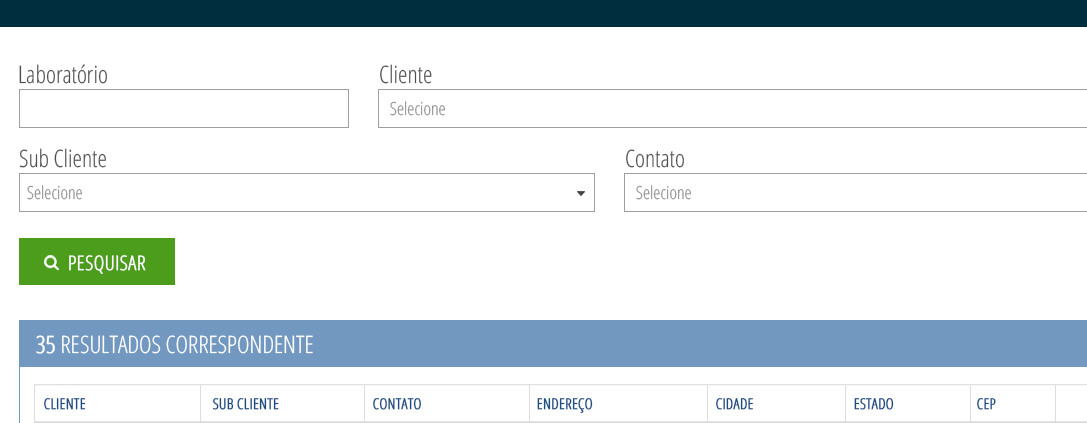 Laboratório Cliente
Selecione
Sub Cliente Contato
Selecione Selecione
PESQUISAR
35 RESULTADOS CORRESPONDENTE
CLIENTE SUB CLIENTE CONTATO ENDEREÇO CIDADE ESTADO CEP